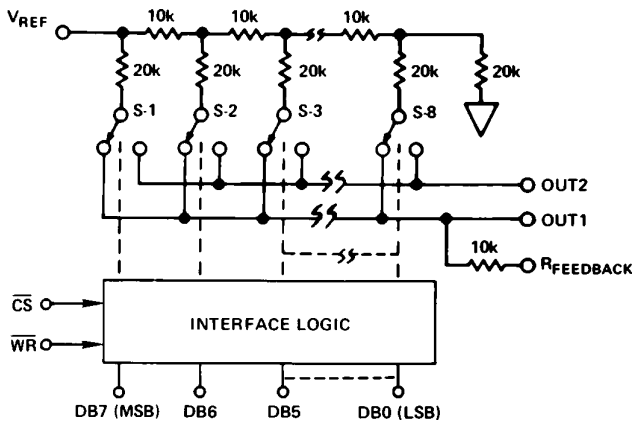 VREF
10k
10k
10k
20k
20k
20k
20k
20k
S-1
S-2
S-3
S-8
OUT2
OUT1
10k
RFEEDBACK
CS
WR
INTERFACE LOGIC
DB7 (MSB)
DB6
DB5
DB0 (LSB)